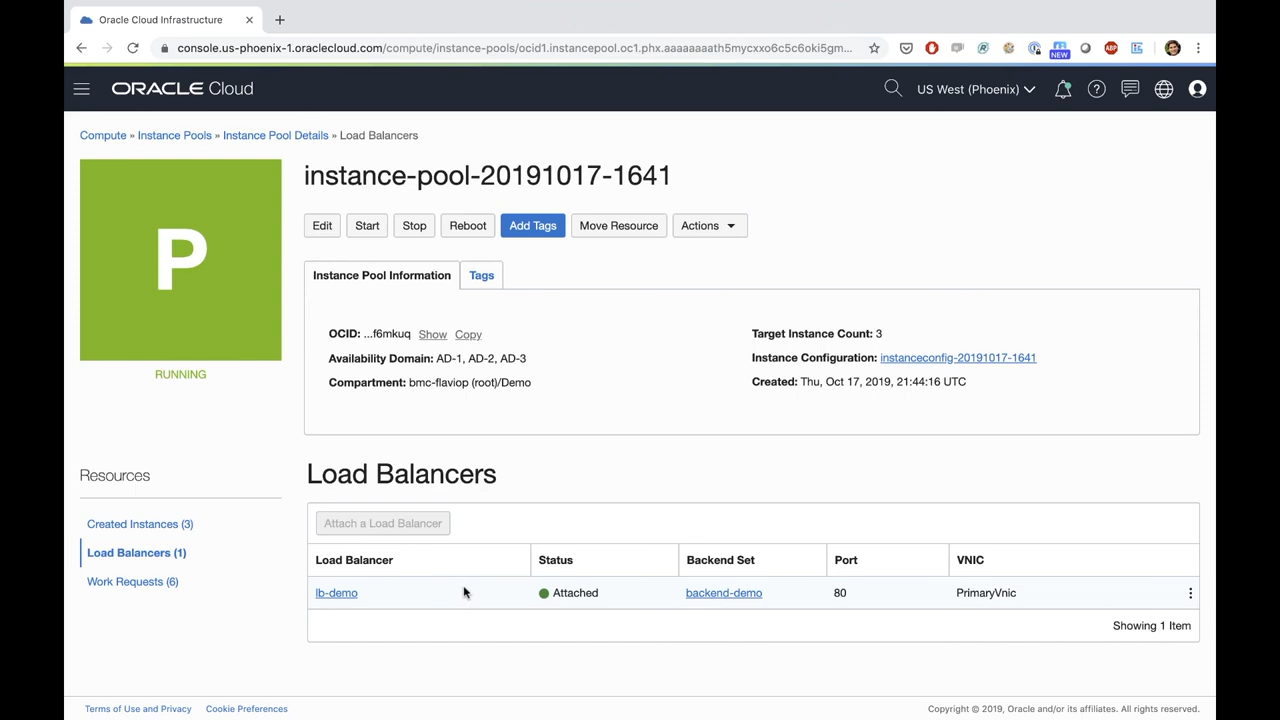 Oracle Cloud Infrastructure
console.us-phoenix-1.oraclecloud.com/compute/instance-pools/ocid1.instancepool.oc1.phx.aaaaaaaath5mycxxo6c5c6oki5gm...
NEW
ABP
ORACLE Cloud
US West (Phoenix)
Compute » Instance Pools » Instance Pool Details » Load Balancers
P
RUNNING
instance-pool-20191017-1641
Edit Start Stop Reboot Add Tags Move Resource Actions
Instance Pool Information Tags
OCID: ...f6mkuq Show Copy
Availability Domain: AD-1, AD-2, AD-3
Compartment: bmc-flaviop (root)/Demo
Target Instance Count: 3
Instance Configuration: instanceconfig-20191017-1641
Created: Thu, Oct 17, 2019, 21:44:16 UTC
Resources
Created Instances (3)
Load Balancers (1)
Work Requests (6)
Load Balancers
Attach a Load Balancer
Load Balancer Status Backend Set Port VNIC
lb-demo Attached backend-demo 80 PrimaryVnic
Showing 1 Item
Terms of Use and Privacy Cookie Preferences
Copyright © 2019, Oracle and/or its affiliates. All rights reserved.